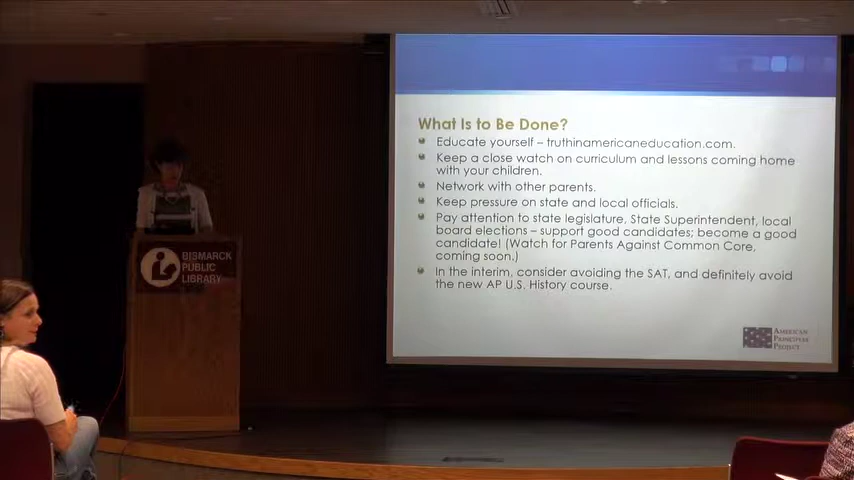 What Is to Be Done?
Educate yourself – truthinamericaneducation.com.
Keep a close watch on curriculum and lessons coming home
with your children.
Network with other parents.
Keep pressure on state and local officials.
Pay attention to state legislature, State Superintendent, local
board elections – support good candidates; become a good
candidate! (Watch for Parents Against Common Core,
coming soon.)
In the interim, consider avoiding the SAT, and definitely avoid
the new AP U.S. History course.
AMERICAN
PRINCIPLES
PROJECT
BISMARCK
PUBLIC
LIBRARY